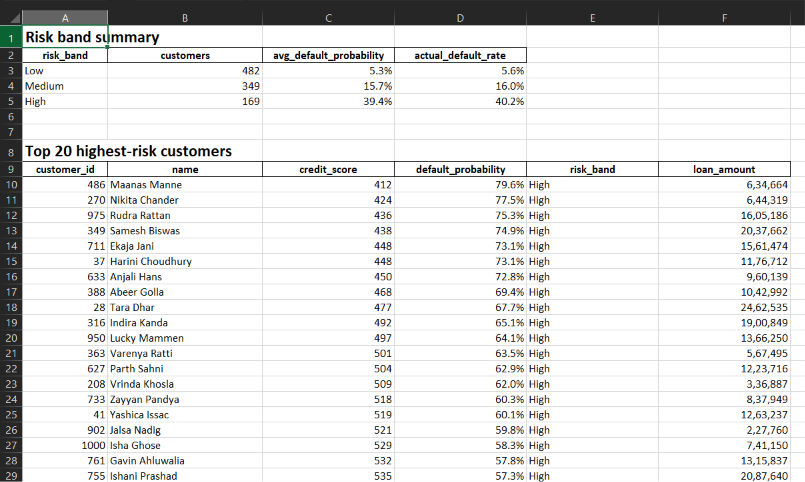 A B C D E F
1 Risk band summary
2 risk_band customers avg_default_probability actual_default_rate
3 Low 482 5.3% 5.6%
4 Medium 349 15.7% 16.0%
5 High 169 39.4% 40.2%
6
7
8 Top 20 highest-risk customers
9 customer_id name credit_score default_probability risk_band loan_amount
10 486 Maanas Manne 412 79.6% High 6,34,664
11 270 Nikita Chander 424 77.5% High 6,44,319
12 975 Rudra Rattan 436 75.3% High 16,05,186
13 349 Samesh Biswas 438 74.9% High 20,37,662
14 711 Ekaja Jani 448 73.1% High 15,61,474
15 37 Harini Choudhury 448 73.1% High 11,76,712
16 633 Anjali Hans 450 72.8% High 9,60,139
17 388 Abeer Golla 468 69.4% High 10,42,992
18 28 Tara Dhar 477 67.7% High 24,62,535
19 316 Indira Kanda 492 65.1% High 19,00,849
20 950 Lucky Mammen 497 64.1% High 13,66,250
21 363 Varenya Ratti 501 63.5% High 5,67,495
22 627 Parth Sahni 504 62.9% High 12,23,716
23 208 Vrinda Khosla 509 62.0% High 3,36,887
24 733 Zayyan Pandya 518 60.3% High 8,37,949
25 41 Yashica Issac 519 60.1% High 12,63,237
26 902 Jalsa Nadig 521 59.8% High 2,27,760
27 1000 Isha Ghose 529 58.3% High 7,41,150
28 761 Gavin Ahluwalia 532 57.8% High 13,15,837
29 755 Ishani Prashad 535 57.3% High 20,87,640